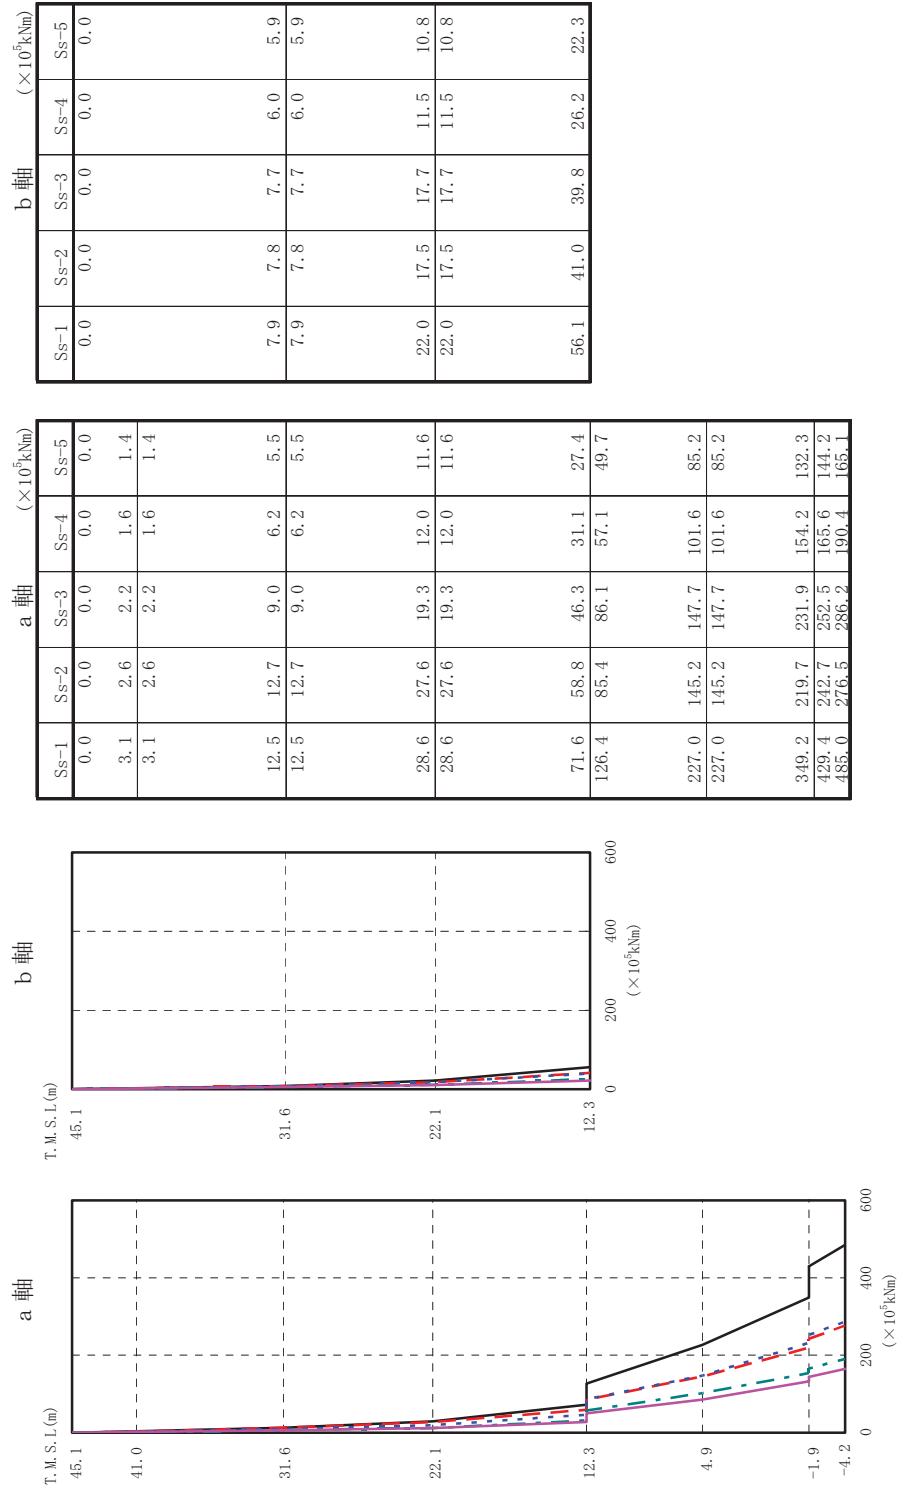 a 軸
T.M.S.L(m)
45.1
41.0
31.6
22.1
12.3
4.9
-1.9
-4.2
0
200
400
600
(×10⁵kNm)
b 軸
T.M.S.L(m)
45.1
31.6
22.1
12.3
0
200
400
600
(×10⁵kNm)
a 軸
(×10⁵kNm)
Ss-1 Ss-2 Ss-3 Ss-4 Ss-5
0.0 0.0 0.0 0.0 0.0
3.1 2.6 2.2 1.6 1.4
3.1 2.6 2.2 1.6 1.4
12.5 12.7 9.0 6.2 5.5
12.5 12.7 9.0 6.2 5.5
28.6 27.6 19.3 12.0 11.6
28.6 27.6 19.3 12.0 11.6
71.6 58.8 46.3 31.1 27.4
126.4 85.4 86.1 57.1 49.7
227.0 145.2 147.7 101.6 85.2
227.0 145.2 147.7 101.6 85.2
349.2 219.7 231.9 154.2 132.3
429.4 242.7 252.5 165.6 144.2
485.0 276.5 286.2 190.4 165.1
b 軸
(×10⁵kNm)
Ss-1 Ss-2 Ss-3 Ss-4 Ss-5
0.0 0.0 0.0 0.0 0.0
7.9 7.8 7.7 6.0 5.9
7.9 7.8 7.7 6.0 5.9
22.0 17.5 17.7 11.5 10.8
22.0 17.5 17.7 11.5 10.8
56.1 41.0 39.8 26.2 22.3